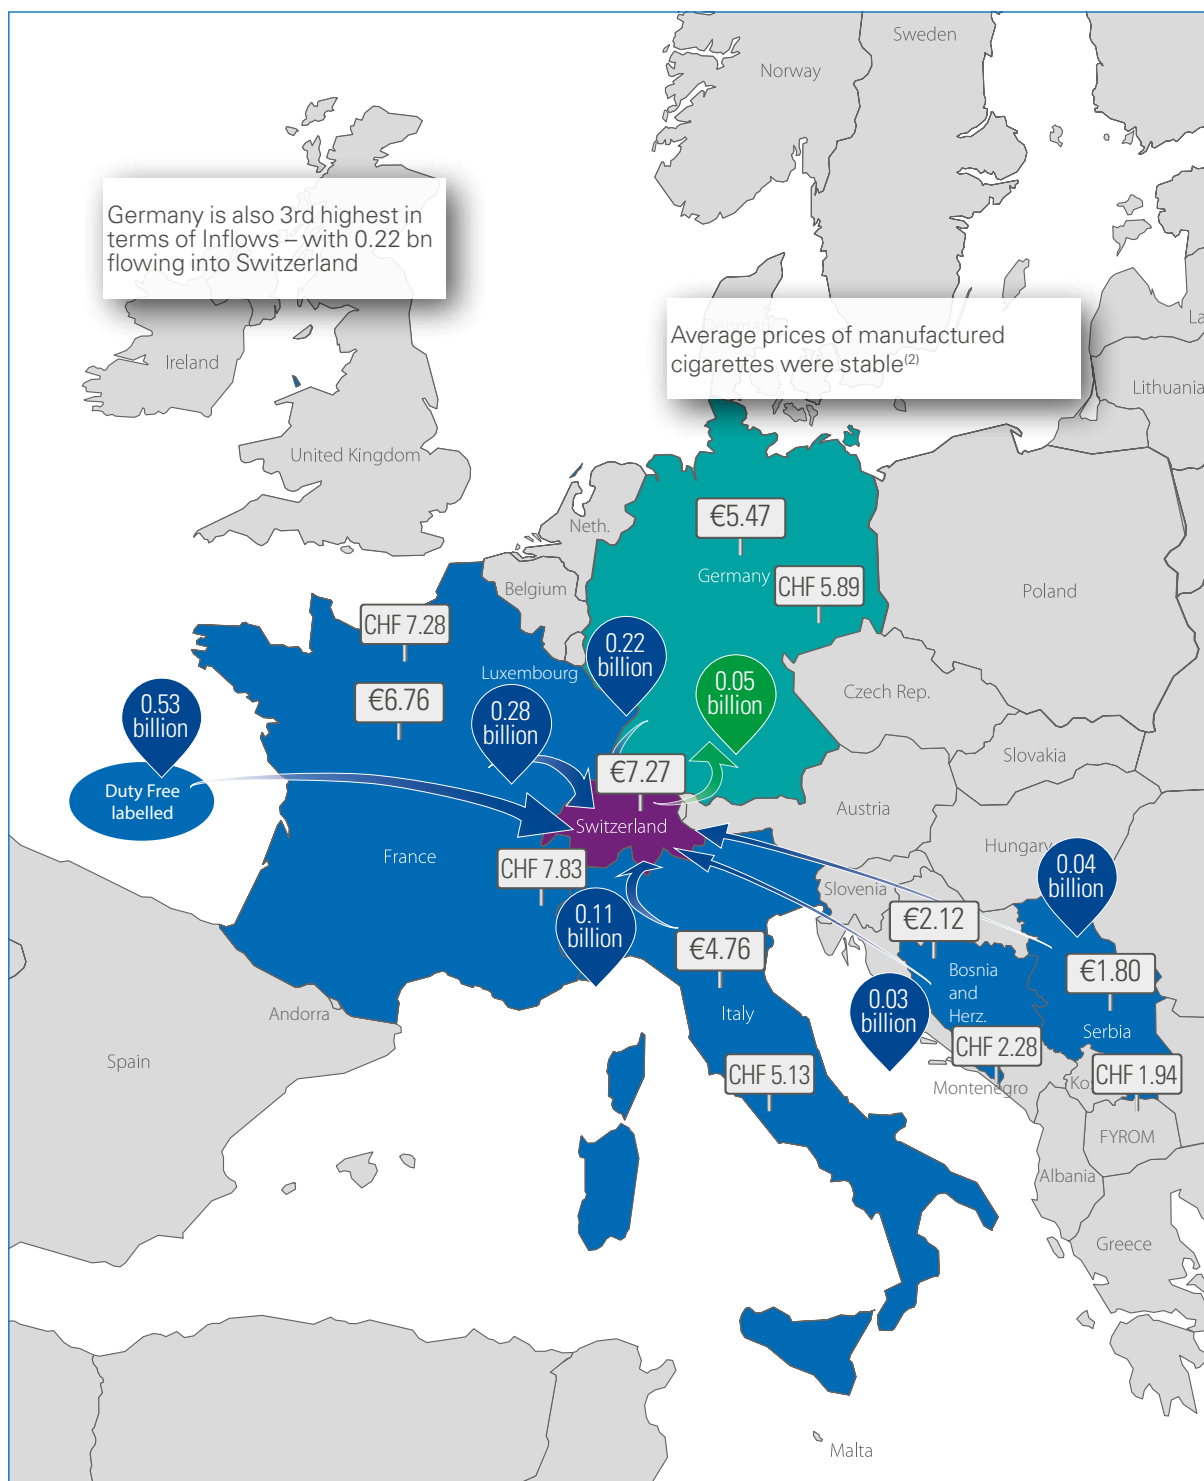 Sweden
Norway
Germany is also 3rd highest in
terms of Inflows – with 0.22 bn
flowing into Switzerland
Average prices of manufactured
cigarettes were stable(2)
La
Ireland
Lithuania
United Kingdom
Neth.
€5.47
Belgium
Germany
CHF 5.89
Poland
CHF 7.28
0.22
billion
Luxembourg
€6.76
0.05
billion
Czech Rep.
0.53
billion
0.28
billion
Slovakia
€7.27
Duty Free
labelled
Austria
Switzerland
France
Hungary
CHF 7.83
0.04
billion
Slovenia
0.11
billion
€2.12
€4.76
Bosnia
and
Herz.
€1.80
Andorra
Italy
0.03
billion
Serbia
Spain
CHF 2.28
CHF 5.13
Montenegro
Kos
CHF 1.94
FYROM
Albania
Greece
Malta